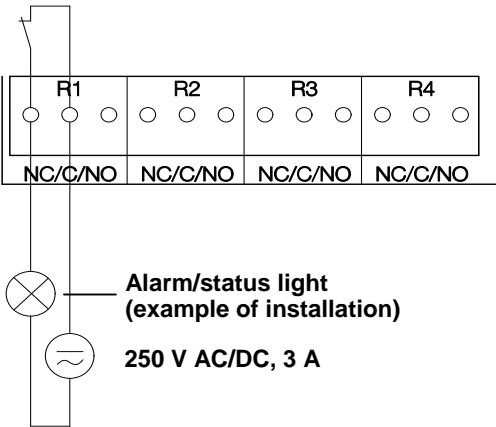 R1 R2 R3 R4
NC/C/NO NC/C/NO NC/C/NO NC/C/NO
Alarm/status light
(example of installation)
250 V AC/DC, 3 A